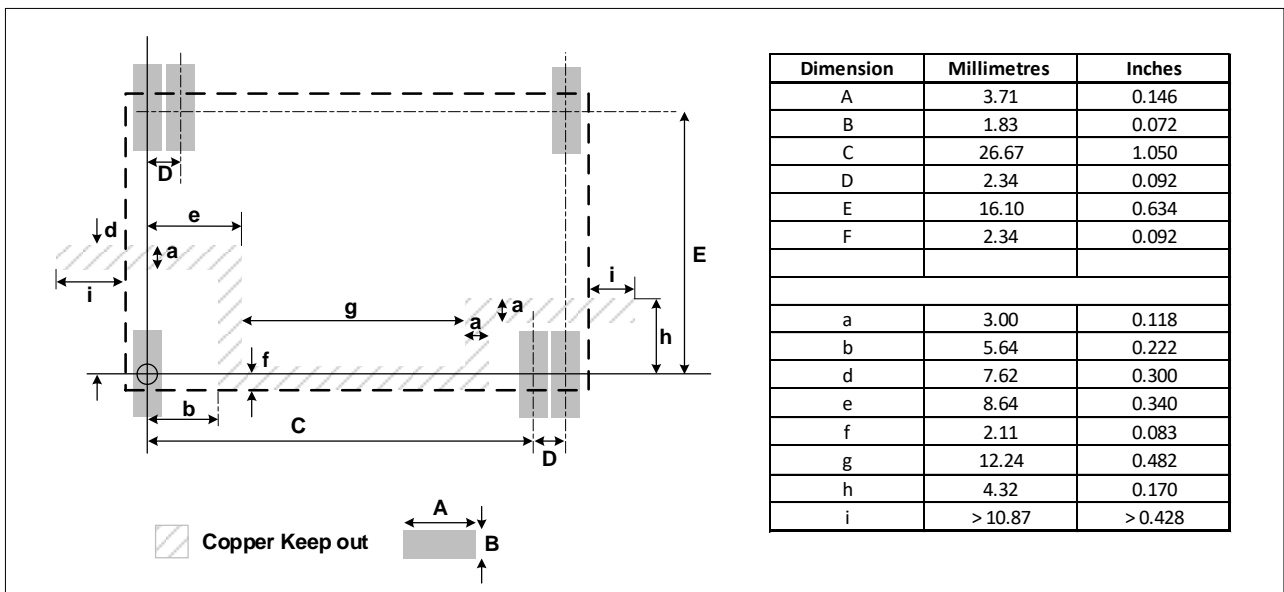 D
e
d
a
i
g
a
a
i
h
E
f
b
C
D
Copper Keep out
A
B
Dimension Millimetres Inches
A 3.71 0.146
B 1.83 0.072
C 26.67 1.050
D 2.34 0.092
E 16.10 0.634
F 2.34 0.092
a 3.00 0.118
b 5.64 0.222
d 7.62 0.300
e 8.64 0.340
f 2.11 0.083
g 12.24 0.482
h 4.32 0.170
i > 10.87 > 0.428